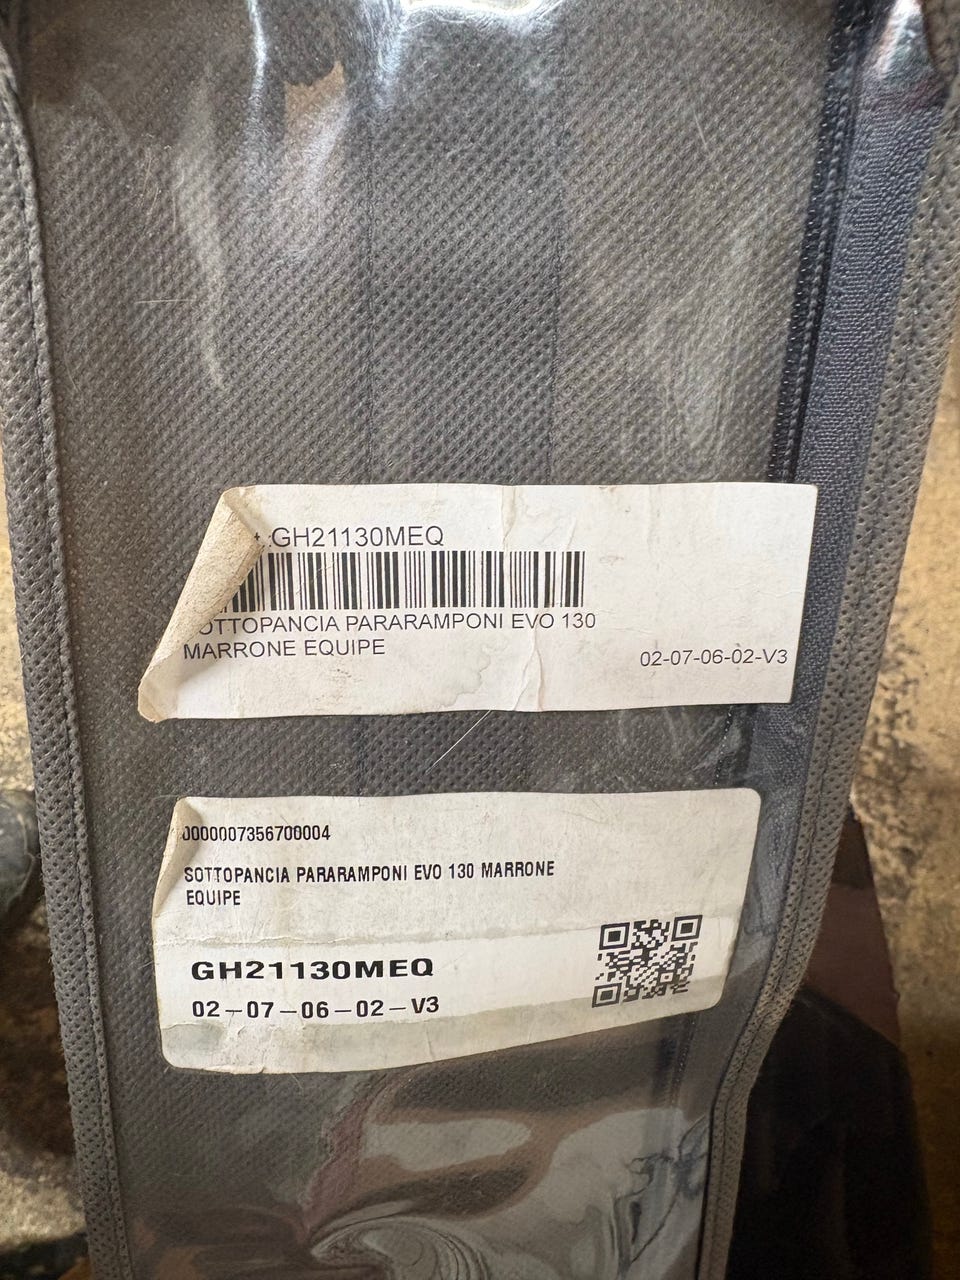 GH21130MEQ
SOTTOPANCIA PARARAMPONI EVO 130
MARRONE EQUIPE
02-07-06-02-V3
0000007356700004
SOTTOPANCIA PARARAMPONI EVO 130 MARRONE
EQUIPE
GH21130MEQ
02-07-06-02-V3